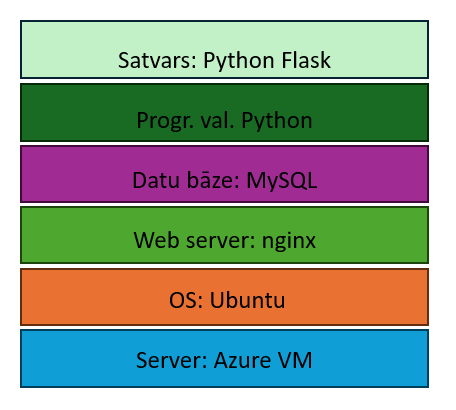 Satvars: Python Flask
Progr. val. Python
Datu bāze: MySQL
Web server: nginx
OS: Ubuntu
Server: Azure VM